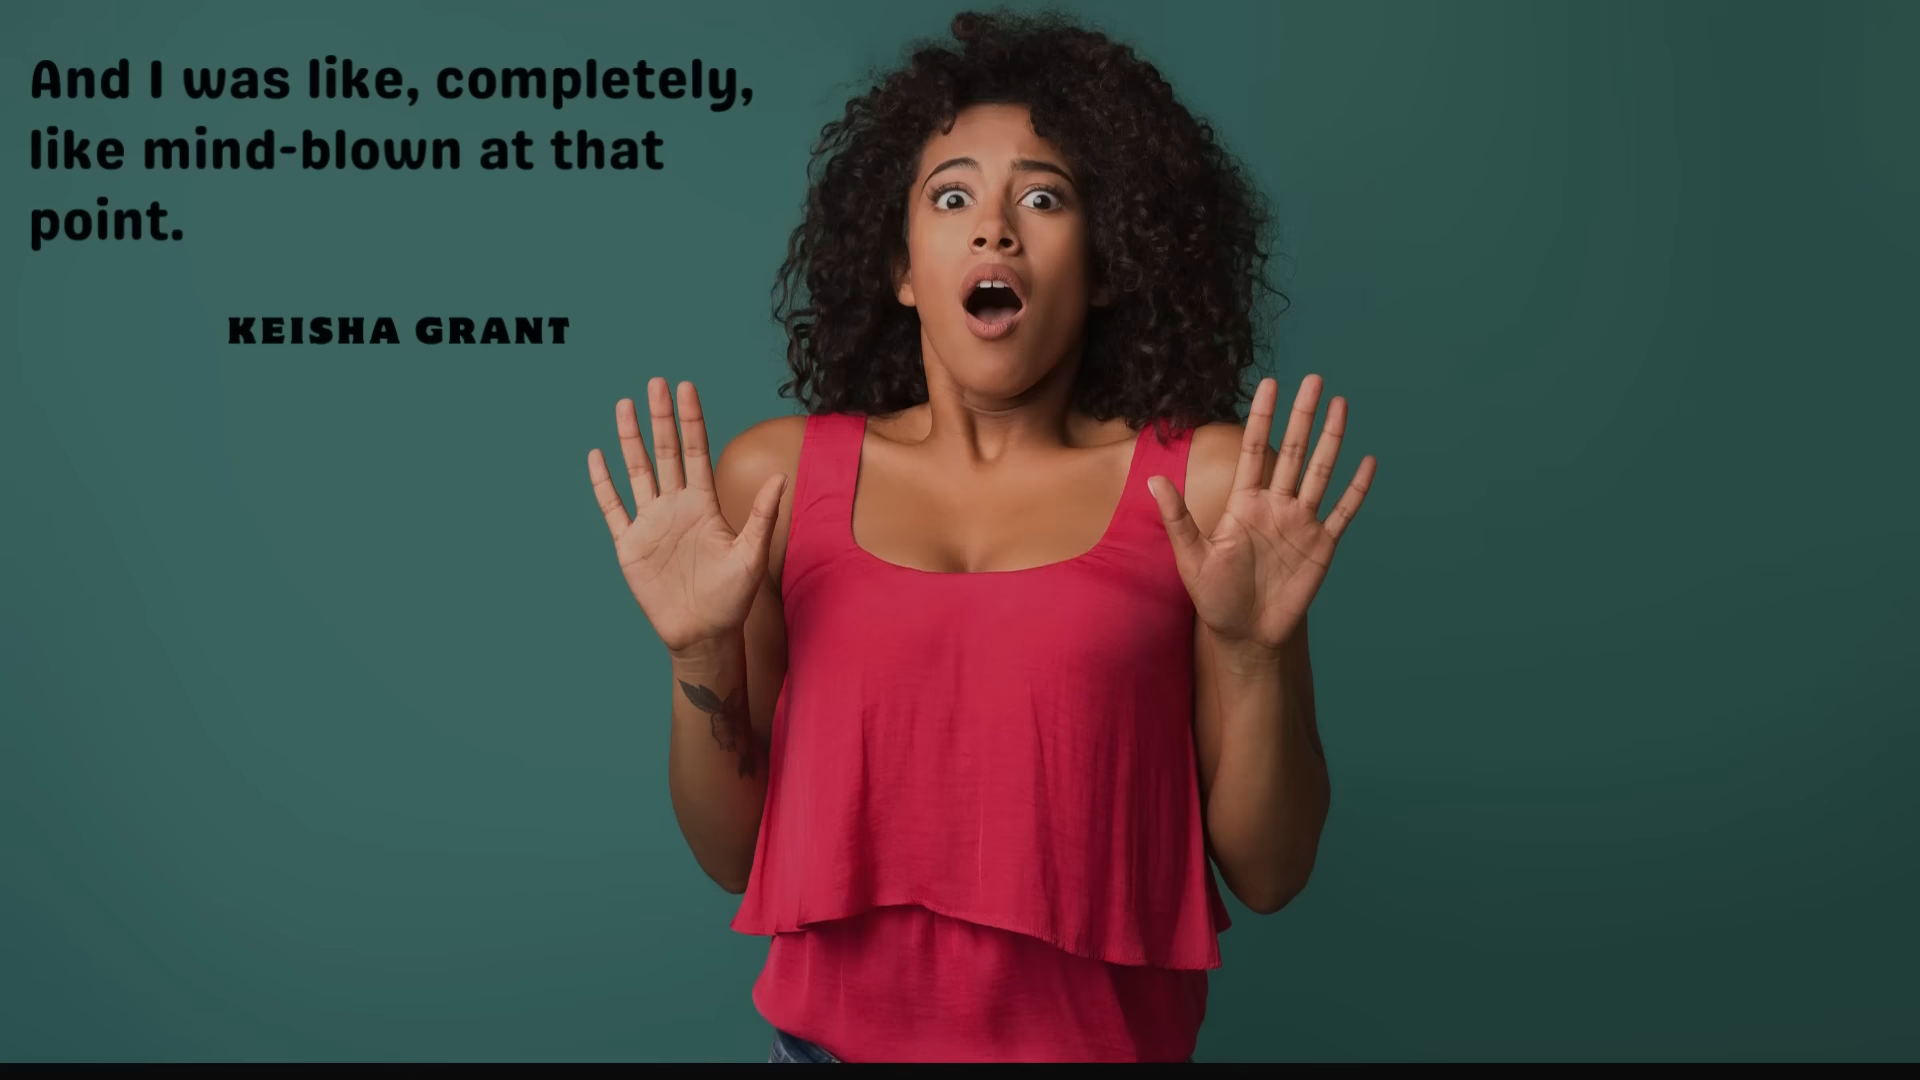 And I was like, completely,
like mind-blown at that
point.
KEISHA GRANT